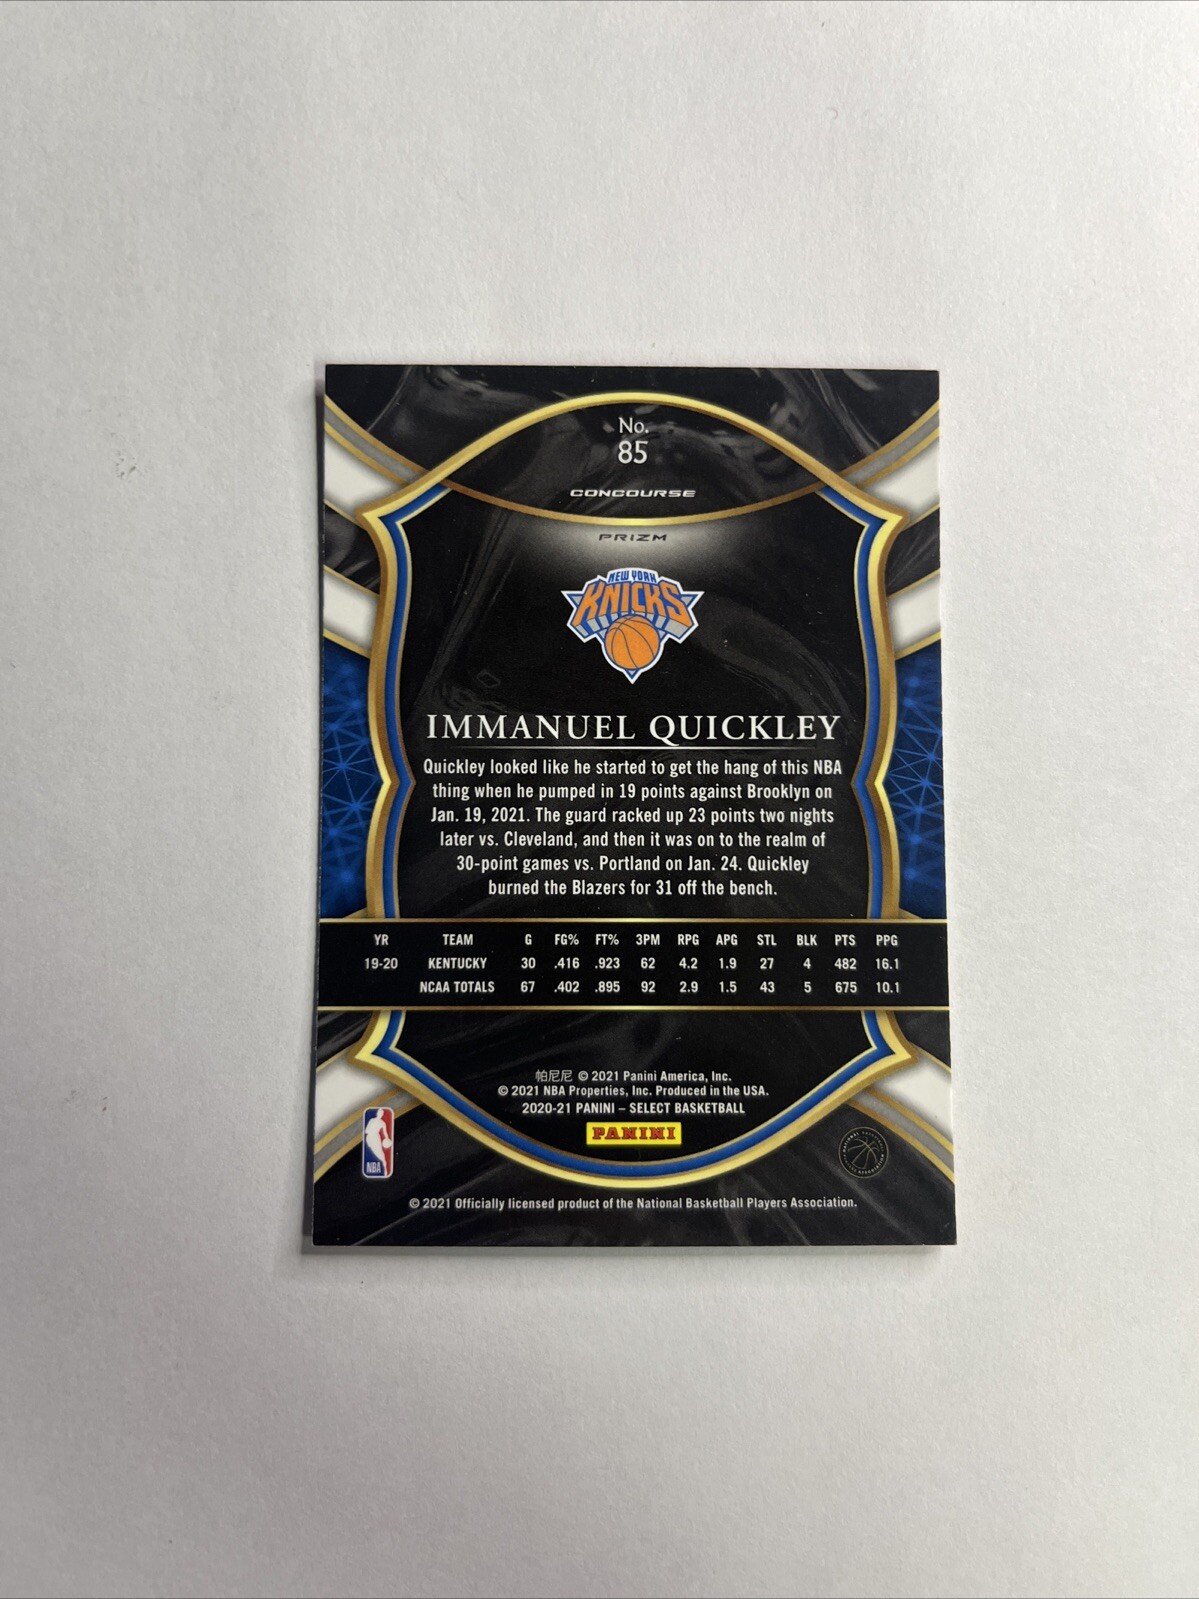 No.
85
CONCOURSE
PRIZM
NEW YORK
KNICKS
IMMANUEL QUICKLEY
Quickley looked like he started to get the hang of this NBA
thing when he pumped in 19 points against Brooklyn on
Jan. 19, 2021. The guard racked up 23 points two nights
later vs. Cleveland, and then it was on to the realm of
30-point games vs. Portland on Jan. 24. Quickley
burned the Blazers for 31 off the bench.
YR TEAM G FG% FT% 3PM RPG APG STL BLK PTS PPG
19-20 KENTUCKY 30 .416 .923 62 4.2 1.9 27 4 482 16.1
NCAA TOTALS 67 .402 .895 92 2.9 1.5 43 5 675 10.1
帕尼尼 © 2021 Panini America, Inc.
© 2021 NBA Properties, Inc. Produced in the USA.
2020-21 PANINI – SELECT BASKETBALL
PANINI
NBA
© 2021 Officially licensed product of the National Basketball Players Association.